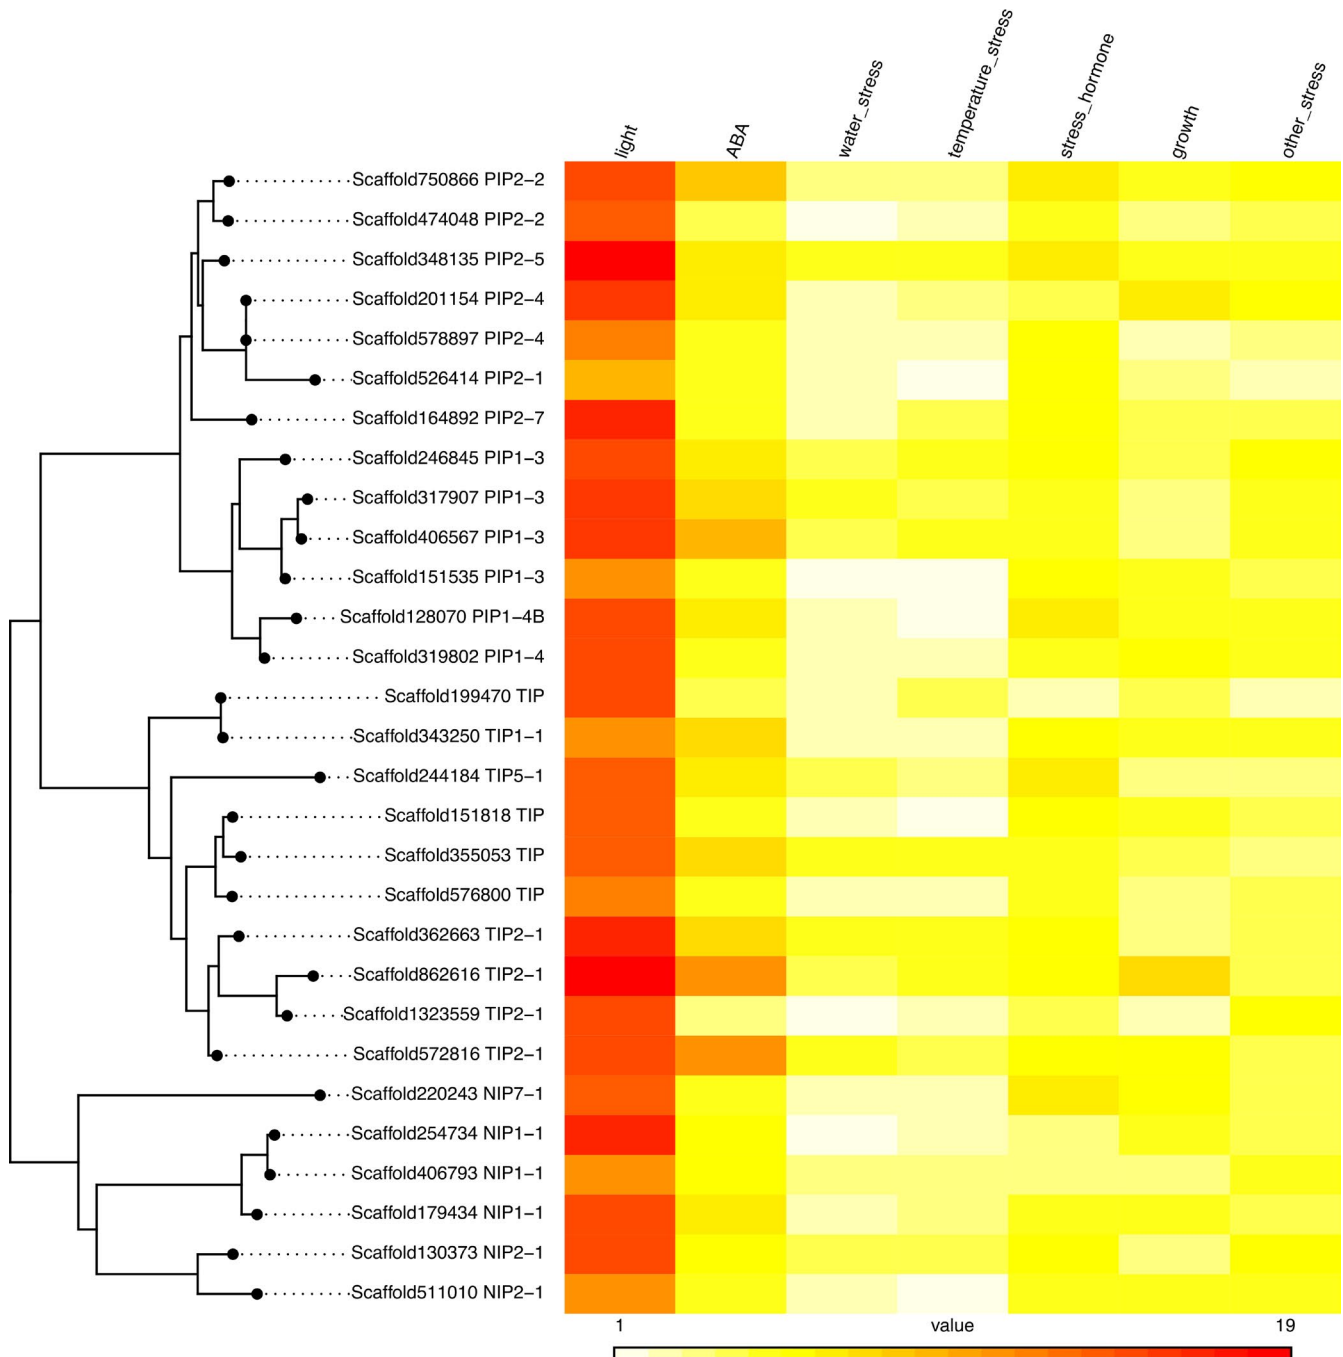 light
ABA
water_stress
temperature_stress
stress_hormone
growth
other_stress
Scaffold750866 PIP2−2
Scaffold474048 PIP2−2
Scaffold348135 PIP2−5
Scaffold201154 PIP2−4
Scaffold578897 PIP2−4
Scaffold526414 PIP2−1
Scaffold164892 PIP2−7
Scaffold246845 PIP1−3
Scaffold317907 PIP1−3
Scaffold406567 PIP1−3
Scaffold151535 PIP1−3
Scaffold128070 PIP1−4B
Scaffold319802 PIP1−4
Scaffold199470 TIP
Scaffold343250 TIP1−1
Scaffold244184 TIP5−1
Scaffold151818 TIP
Scaffold355053 TIP
Scaffold576800 TIP
Scaffold362663 TIP2−1
Scaffold862616 TIP2−1
Scaffold1323559 TIP2−1
Scaffold572816 TIP2−1
Scaffold220243 NIP7−1
Scaffold254734 NIP1−1
Scaffold406793 NIP1−1
Scaffold179434 NIP1−1
Scaffold130373 NIP2−1
Scaffold511010 NIP2−1
1 value 19